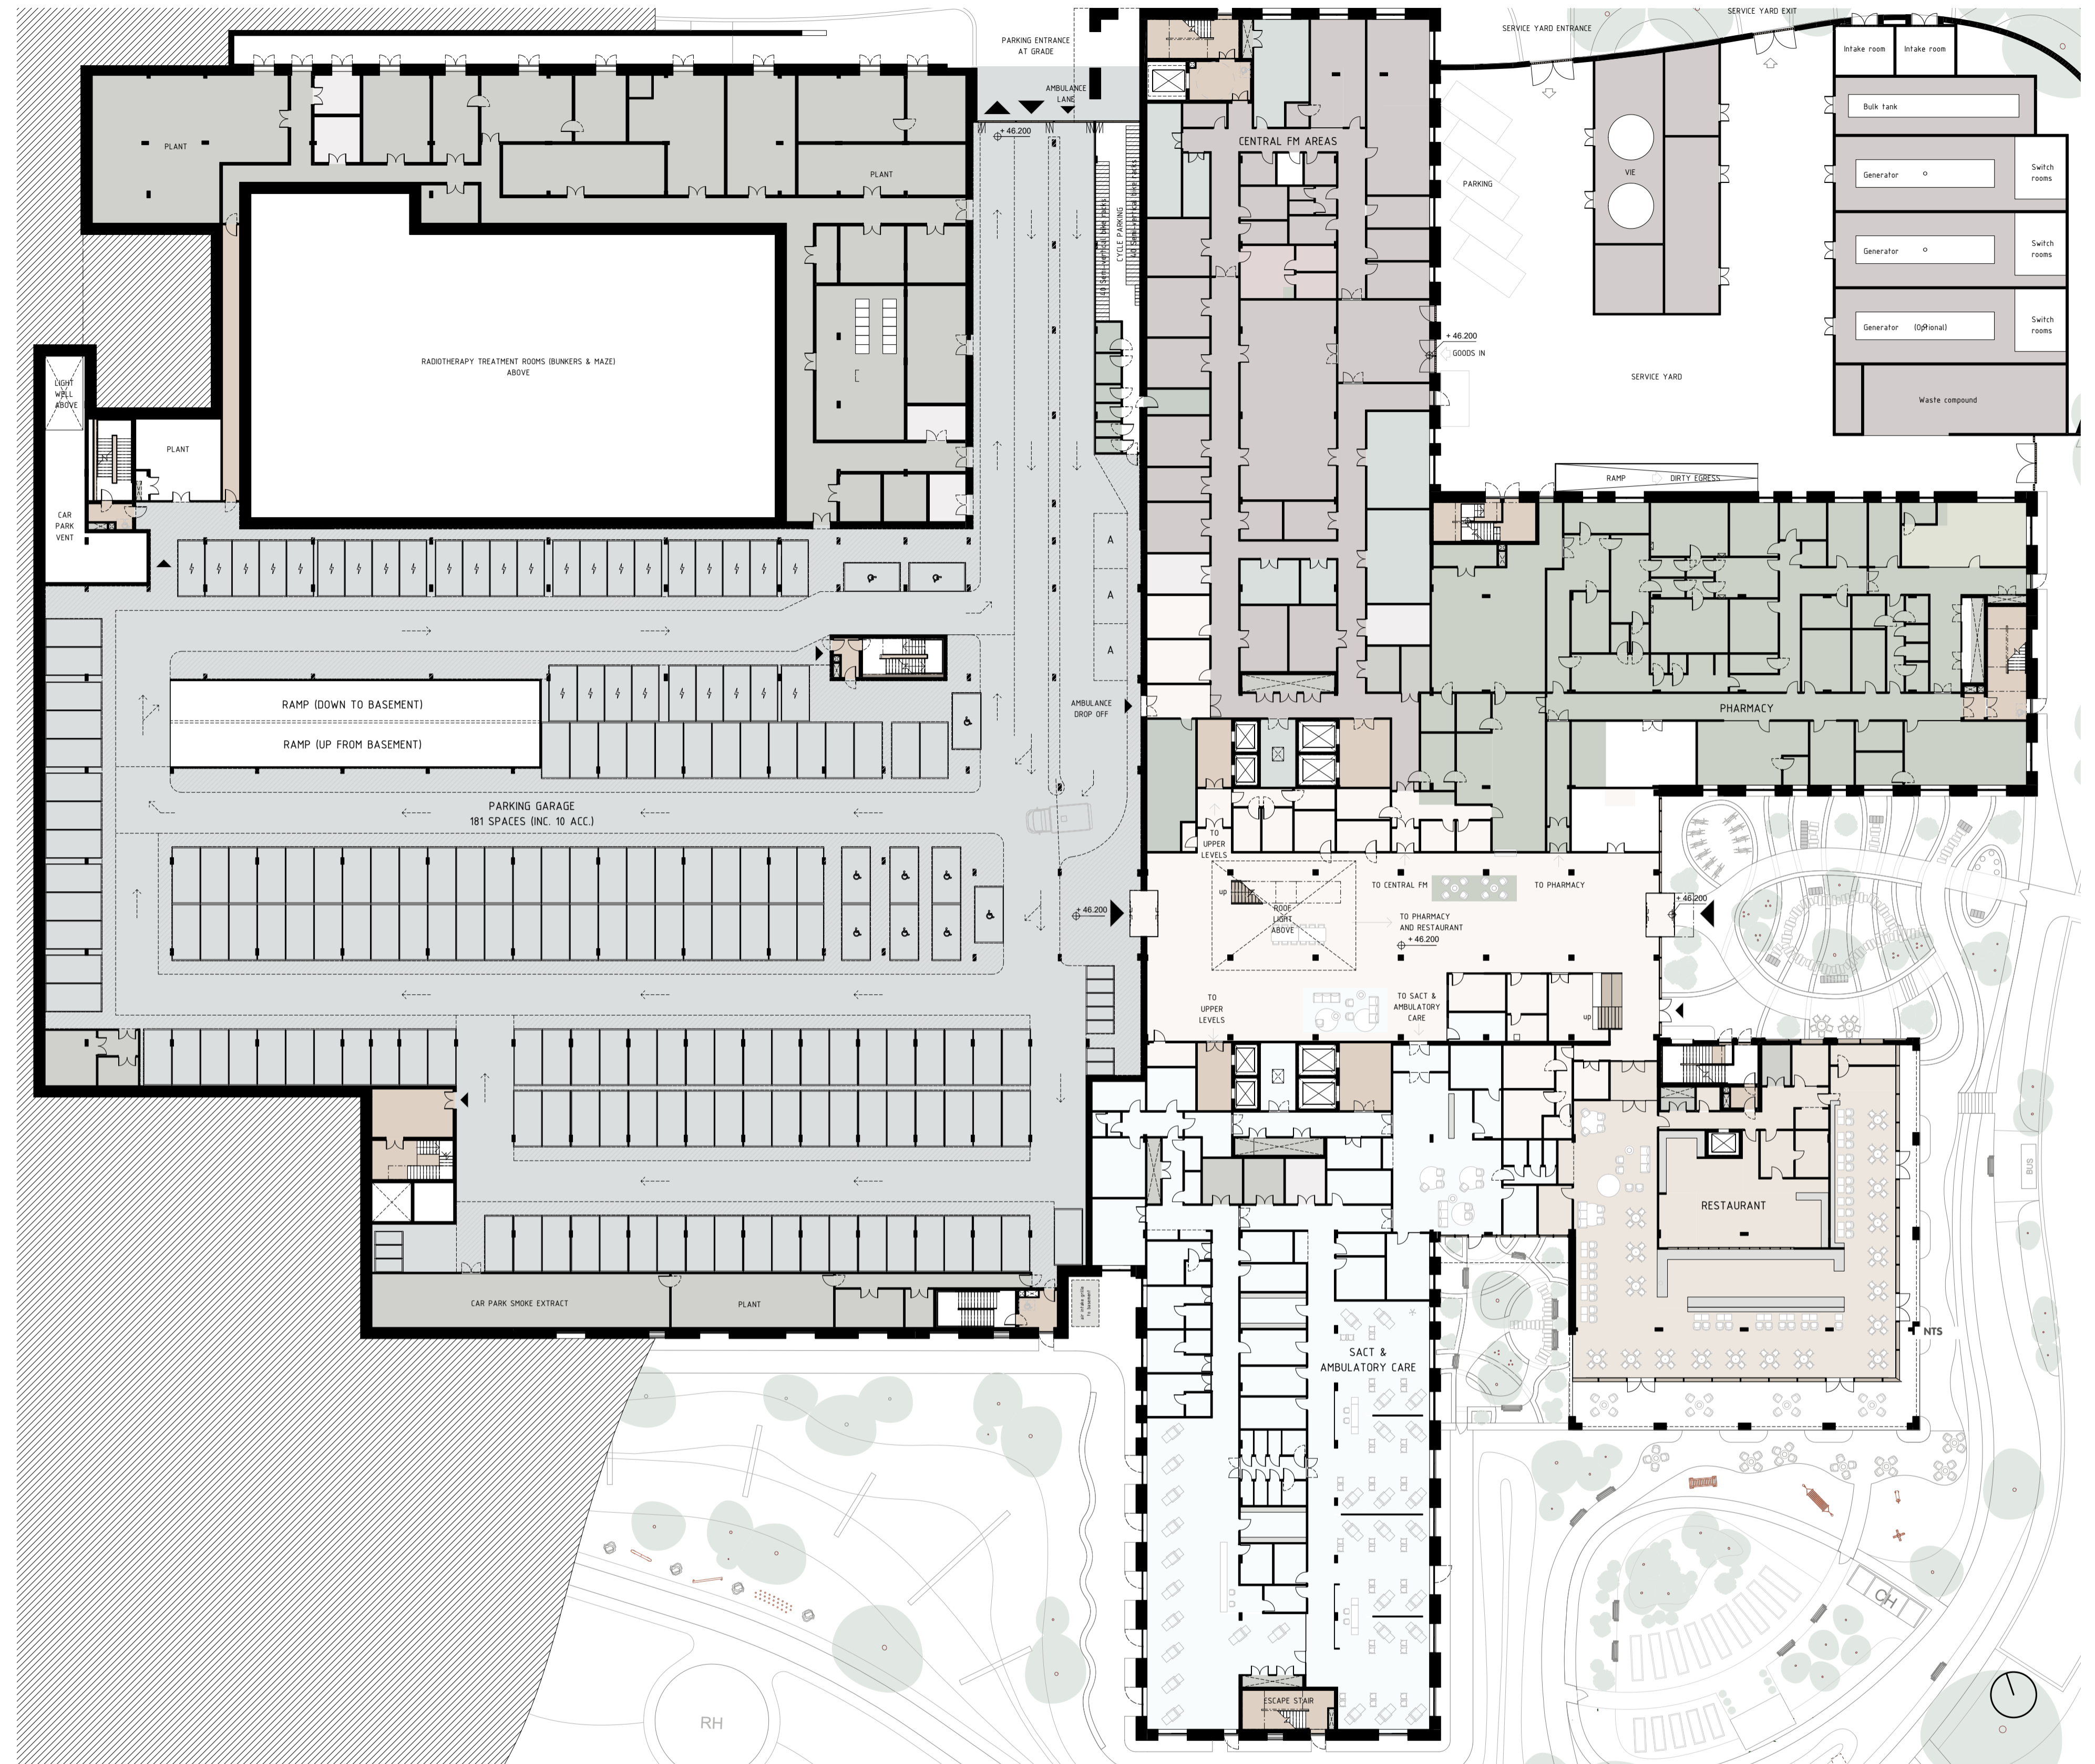 SERVICE YARD EXIT
SERVICE YARD ENTRANCE
PARKING ENTRANCE
AT GRADE
Intake room
Intake room
AMBULANCE
LANE
Bulk tank
+ 46.200
CENTRAL FM AREAS
PLANT
PLANT
VIE
PARKING
Generator
Switch
rooms
CYCLE PARKING
Generator
Switch
rooms
Generator
(Optional)
Switch
rooms
+ 46.200
GOODS IN
RADIOTHERAPY TREATMENT ROOMS (BUNKERS & MAZE)
ABOVE
SERVICE YARD
LIGHT
WELL
ABOVE
Waste compound
PLANT
RAMP
DIRTY EGRESS
CAR
PARK
VENT
A
A
A
RAMP (DOWN TO BASEMENT)
RAMP (UP FROM BASEMENT)
AMBULANCE
DROP OFF
PHARMACY
PARKING GARAGE
181 SPACES (INC. 10 ACC.)
TO
UPPER
LEVELS
up
TO CENTRAL FM
TO PHARMACY
ROOF
LIGHT
ABOVE
TO PHARMACY
AND RESTAURANT
+ 46.200
+ 46.200
+ 46.200
TO
UPPER
LEVELS
TO SACT &
AMBULATORY
CARE
up
BUS
RESTAURANT
CAR PARK SMOKE EXTRACT
PLANT
air intake grille
to basement
NTS
SACT &
AMBULATORY CARE
CH
ESCAPE STAIR
RH